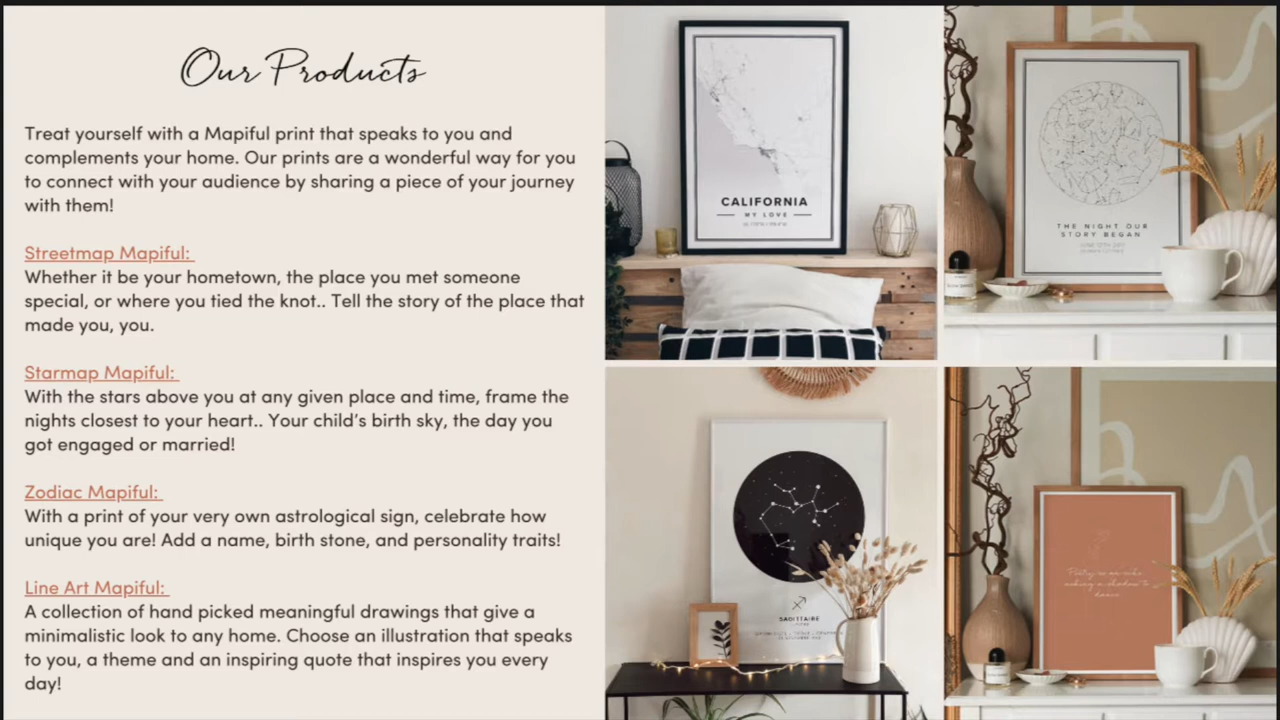 Our Products
Treat yourself with a Mapiful print that speaks to you and
complements your home. Our prints are a wonderful way for you
to connect with your audience by sharing a piece of your journey
with them!
Streetmap Mapiful:
Whether it be your hometown, the place you met someone
special, or where you tied the knot.. Tell the story of the place that
made you, you.
Starmap Mapiful:
With the stars above you at any given place and time, frame the
nights closest to your heart.. Your child's birth sky, the day you
got engaged or married!
Zodiac Mapiful:
With a print of your very own astrological sign, celebrate how
unique you are! Add a name, birth stone, and personality traits!
Line Art Mapiful:
A collection of hand picked meaningful drawings that give a
minimalistic look to any home. Choose an illustration that speaks
to you, a theme and an inspiring quote that inspires you every
day!
CALIFORNIA
MY LOVE
THE NIGHT OUR
STORY BEGAN
SAGITTAIRE